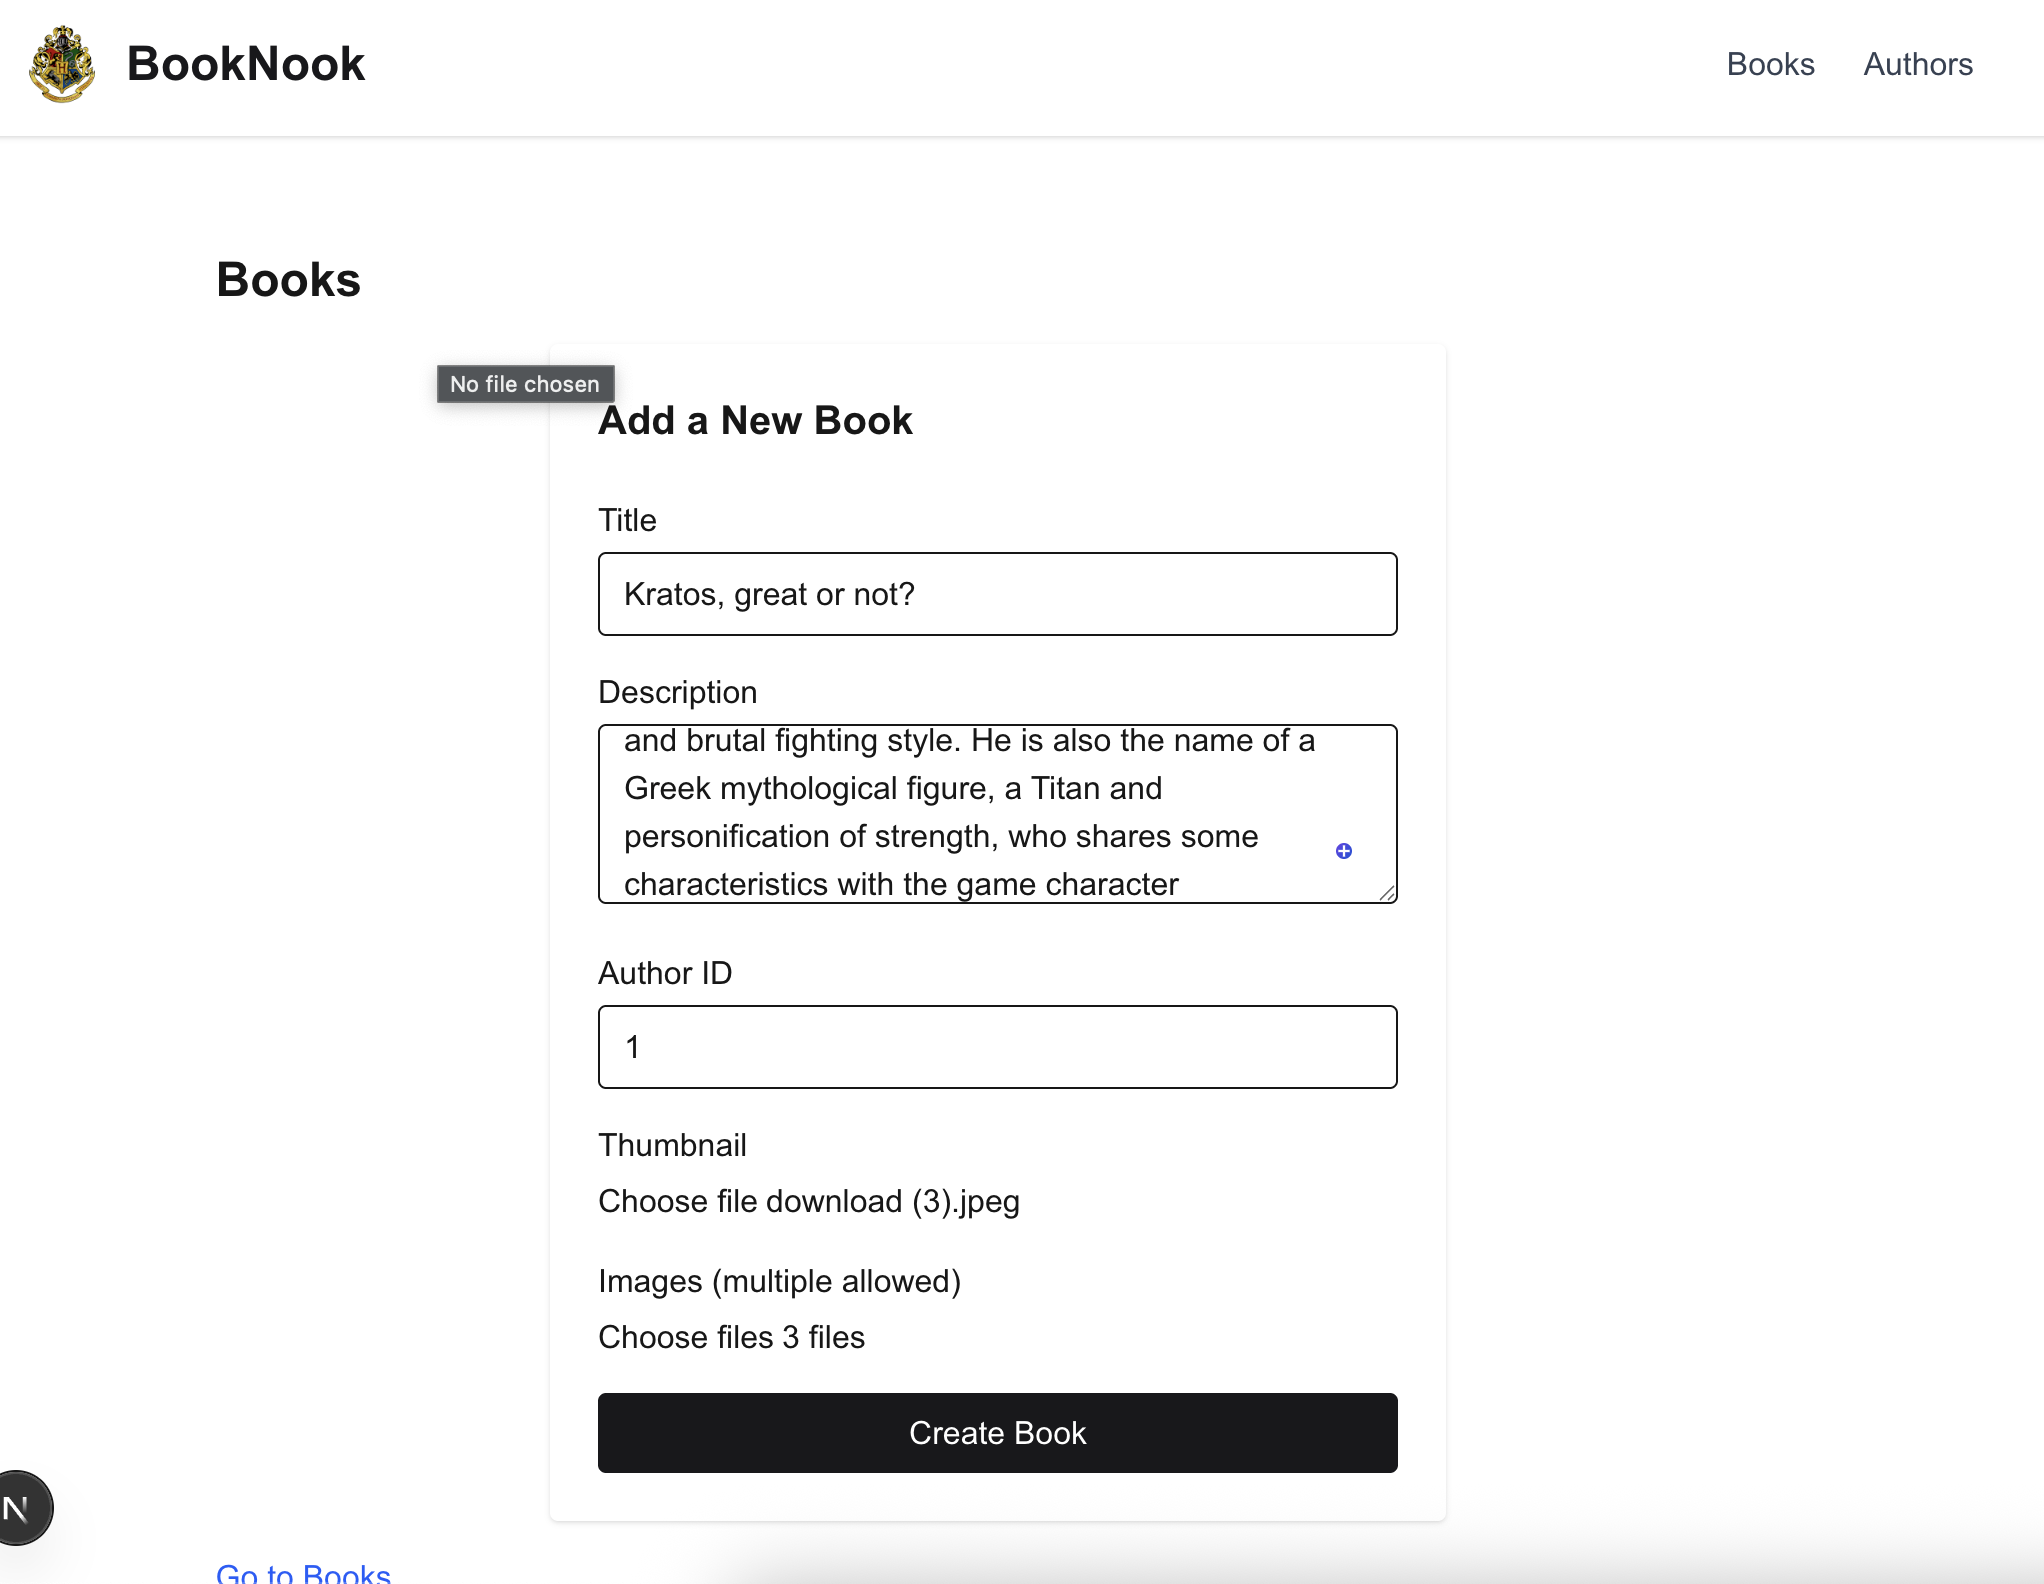 BookNook
Books Authors
Books
No file chosen
Add a New Book
Title
Kratos, great or not?
Description
and brutal fighting style. He is also the name of a
Greek mythological figure, a Titan and
personification of strength, who shares some
characteristics with the game character
Author ID
1
Thumbnail
Choose file download (3).jpeg
Images (multiple allowed)
Choose files 3 files
Create Book
N
Go to Books